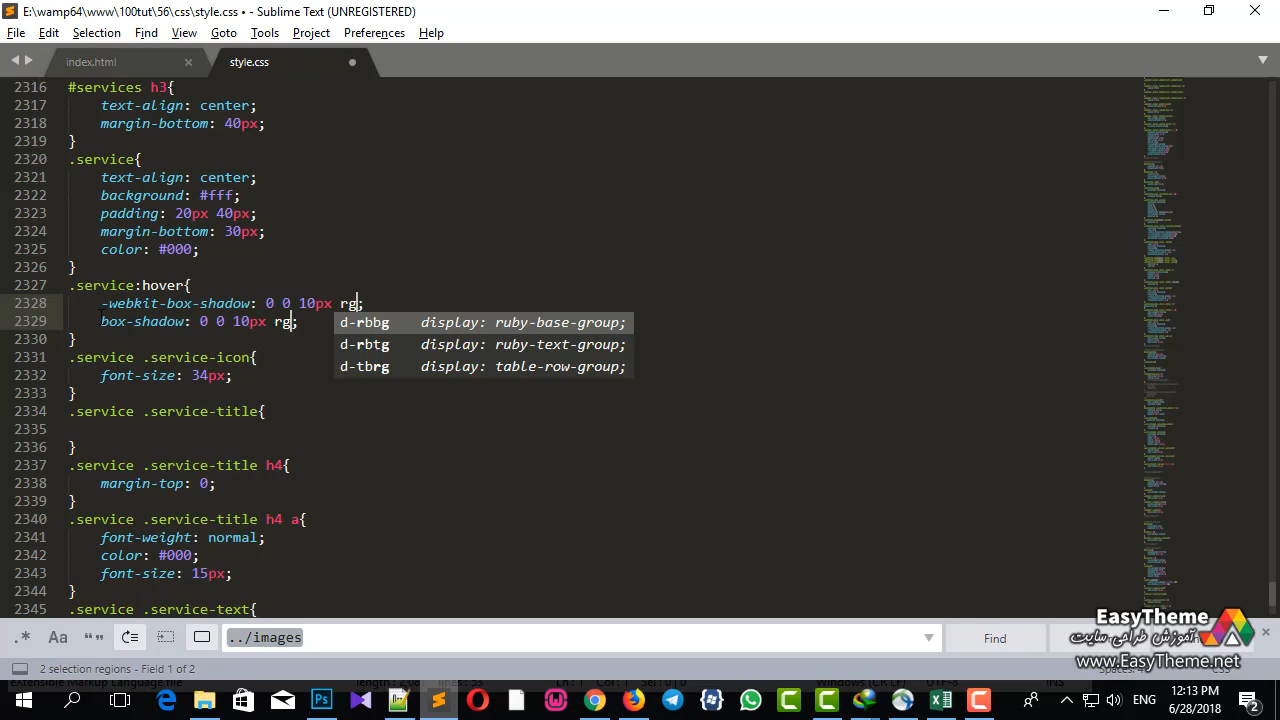 E:\wamp64\www\100tut\56\css\style.css • - Sublime Text (UNREGISTERED)
File Edit Selection Find View Goto Tools Project Preferences Help
index.html × style.css
2316 #services h3{
2317 text-align: center;
2318 margin-bottom: 40px;
2319 }
2320 .service{
2321 text-align: center;
2322 background: #fff;
2323 padding: 20px 40px;
2324 margin-bottom: 30px;
2325 color: #000;
2326 }
2327 .service:hover{
2328 -webkit-box-shadow: 0 0 10px rg;
2329 box-shadow: 0 0 10px rg;
d-rbbg display: ruby-base-group;
d-rbtg display: ruby-text-group;
d-tbrg display: table-row-group;
2330 }
2331 .service .service-icon{
2332 font-size: 34px;
2333 }
2334 .service .service-title{
2335
2336 }
2337 .service .service-title h4{
2338 margin-top: 0;
2339 }
2340 .service .service-title h4 a{
2341 font-weight: normal;
2342 color: #000;
2343 font-size: 15px;
2344 }
2345 .service .service-text{
EasyTheme
آموزش طراحی سایت
www.EasyTheme.net
.* Aa “” ../images Find
2 selection regions - Field 1 of 2
ENG 12:13 PM
6/28/2018
2